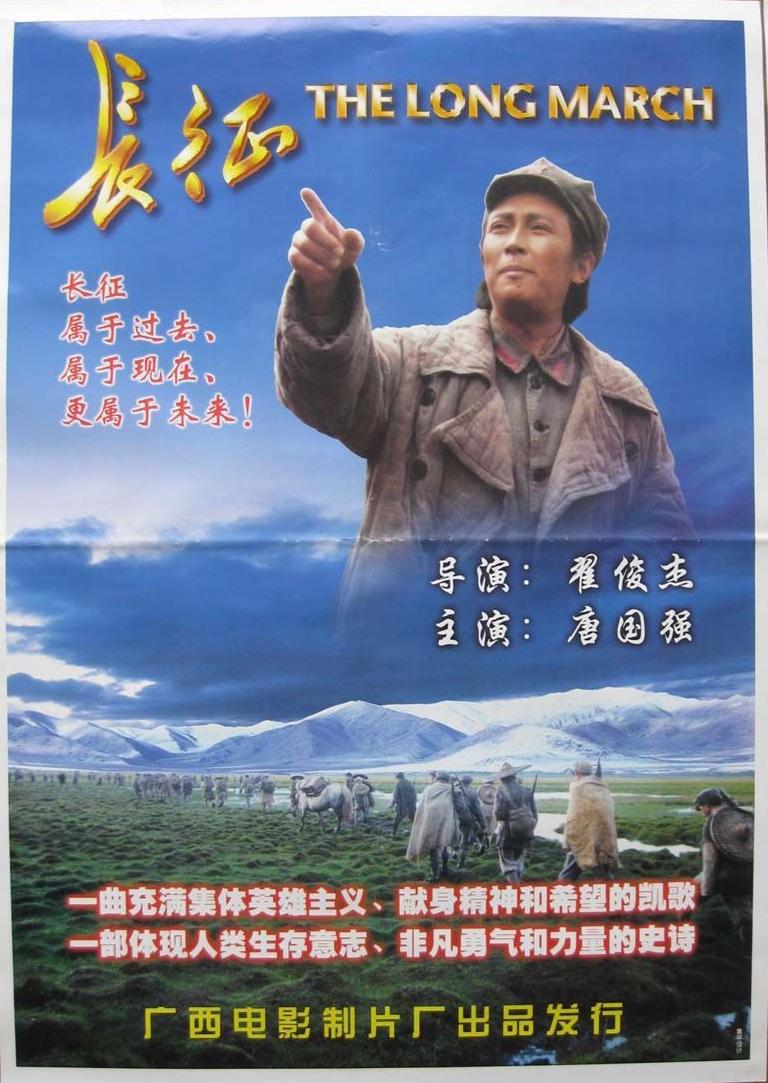 長征
THE LONG MARCH
长征
属于过去、
属于现在、
更属于未来!
导演：翟俊杰
主演：唐国强
一曲充满集体英雄主义、献身精神和希望的凯歌
一部体现人类生存意志、非凡勇气和力量的史诗
广西电影制片厂出品发行